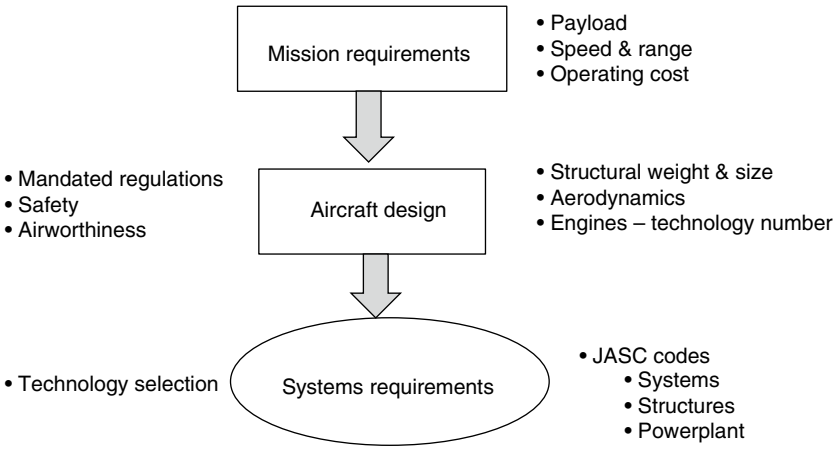 Mission requirements
• Payload
• Speed & range
• Operating cost
• Mandated regulations
• Safety
• Airworthiness
Aircraft design
• Structural weight & size
• Aerodynamics
• Engines – technology number
• Technology selection
Systems requirements
• JASC codes
• Systems
• Structures
• Powerplant